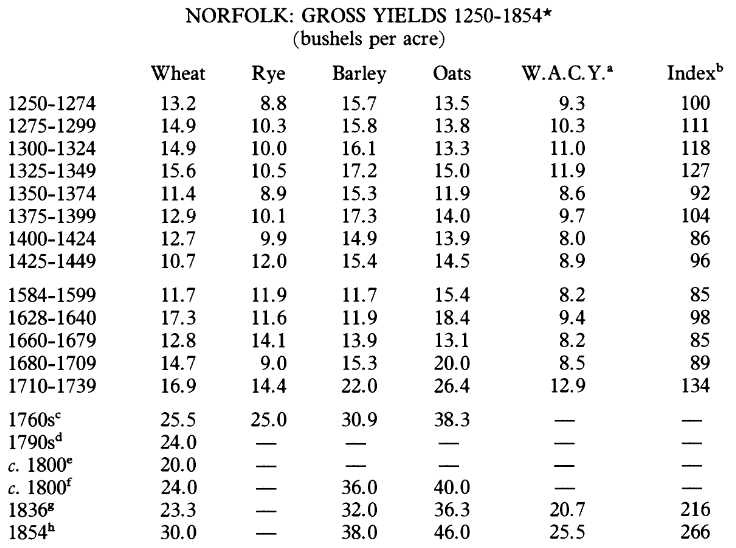 NORFOLK: GROSS YIELDS 1250-1854*
(bushels per acre)
Wheat Rye Barley Oats W.A.C.Y.ᵃ Indexᵇ
1250-1274 13.2 8.8 15.7 13.5 9.3 100
1275-1299 14.9 10.3 15.8 13.8 10.3 111
1300-1324 14.9 10.0 16.1 13.3 11.0 118
1325-1349 15.6 10.5 17.2 15.0 11.9 127
1350-1374 11.4 8.9 15.3 11.9 8.6 92
1375-1399 12.9 10.1 17.3 14.0 9.7 104
1400-1424 12.7 9.9 14.9 13.9 8.0 86
1425-1449 10.7 12.0 15.4 14.5 8.9 96
1584-1599 11.7 11.9 11.7 15.4 8.2 85
1628-1640 17.3 11.6 11.9 18.4 9.4 98
1660-1679 12.8 14.1 13.9 13.1 8.2 85
1680-1709 14.7 9.0 15.3 20.0 8.5 89
1710-1739 16.9 14.4 22.0 26.4 12.9 134
1760sᶜ 25.5 25.0 30.9 38.3 — —
1790sᵈ 24.0 — — — — —
c. 1800ᵉ 20.0 — — — — —
c. 1800ᶠ 24.0 — 36.0 40.0 — —
1836ᵍ 23.3 — 32.0 36.3 20.7 216
1854ʰ 30.0 — 38.0 46.0 25.5 266